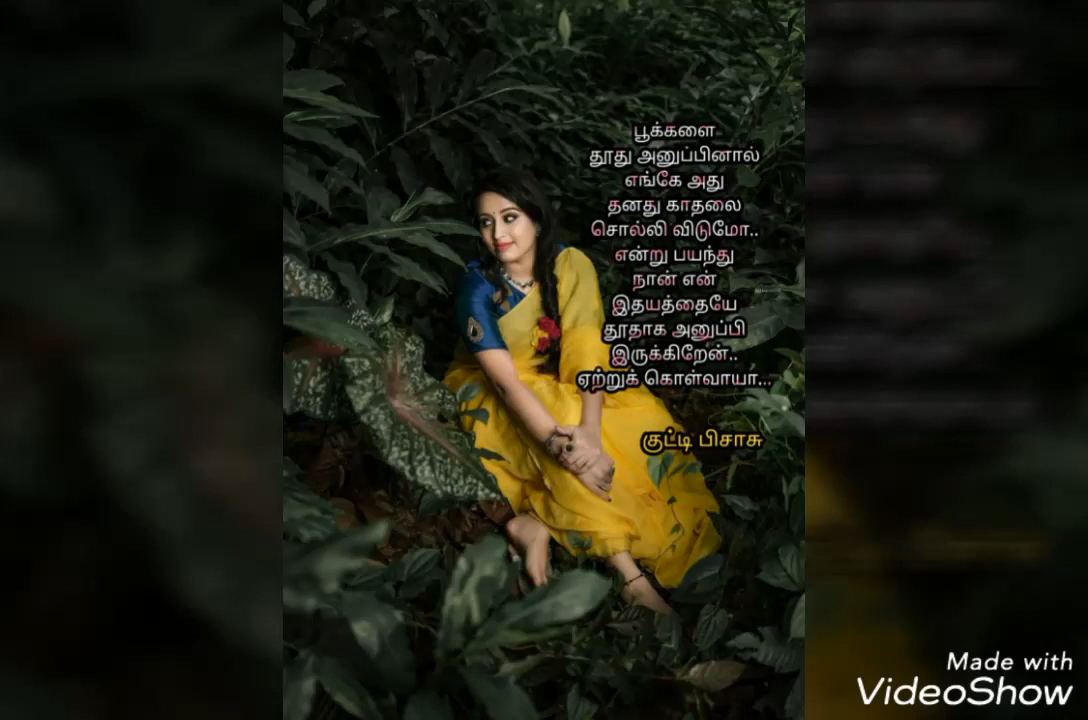 பூக்களை
தூது அனுப்பினால்
எங்கே அது
தனது காதலை
சொல்லி விடுமோ..
என்று பயந்து
நான் என்
இதயத்தையே
தூதாக அனுப்பி
இருக்கிறேன்..
ஏற்றுக் கொள்வாயா...
குட்டி பிசாசு
Made with
VideoShow